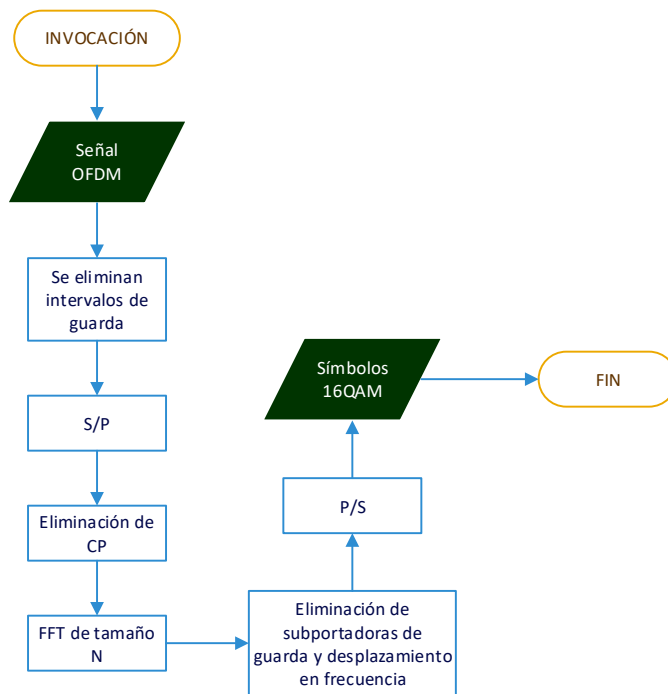 INVOCACIÓN
Señal
OFDM
Se eliminan
intervalos de
guarda
S/P
Eliminación de
CP
FFT de tamaño
N
Eliminación de
subportadoras de
guarda y desplazamiento
en frecuencia
P/S
Símbolos
16QAM
FIN